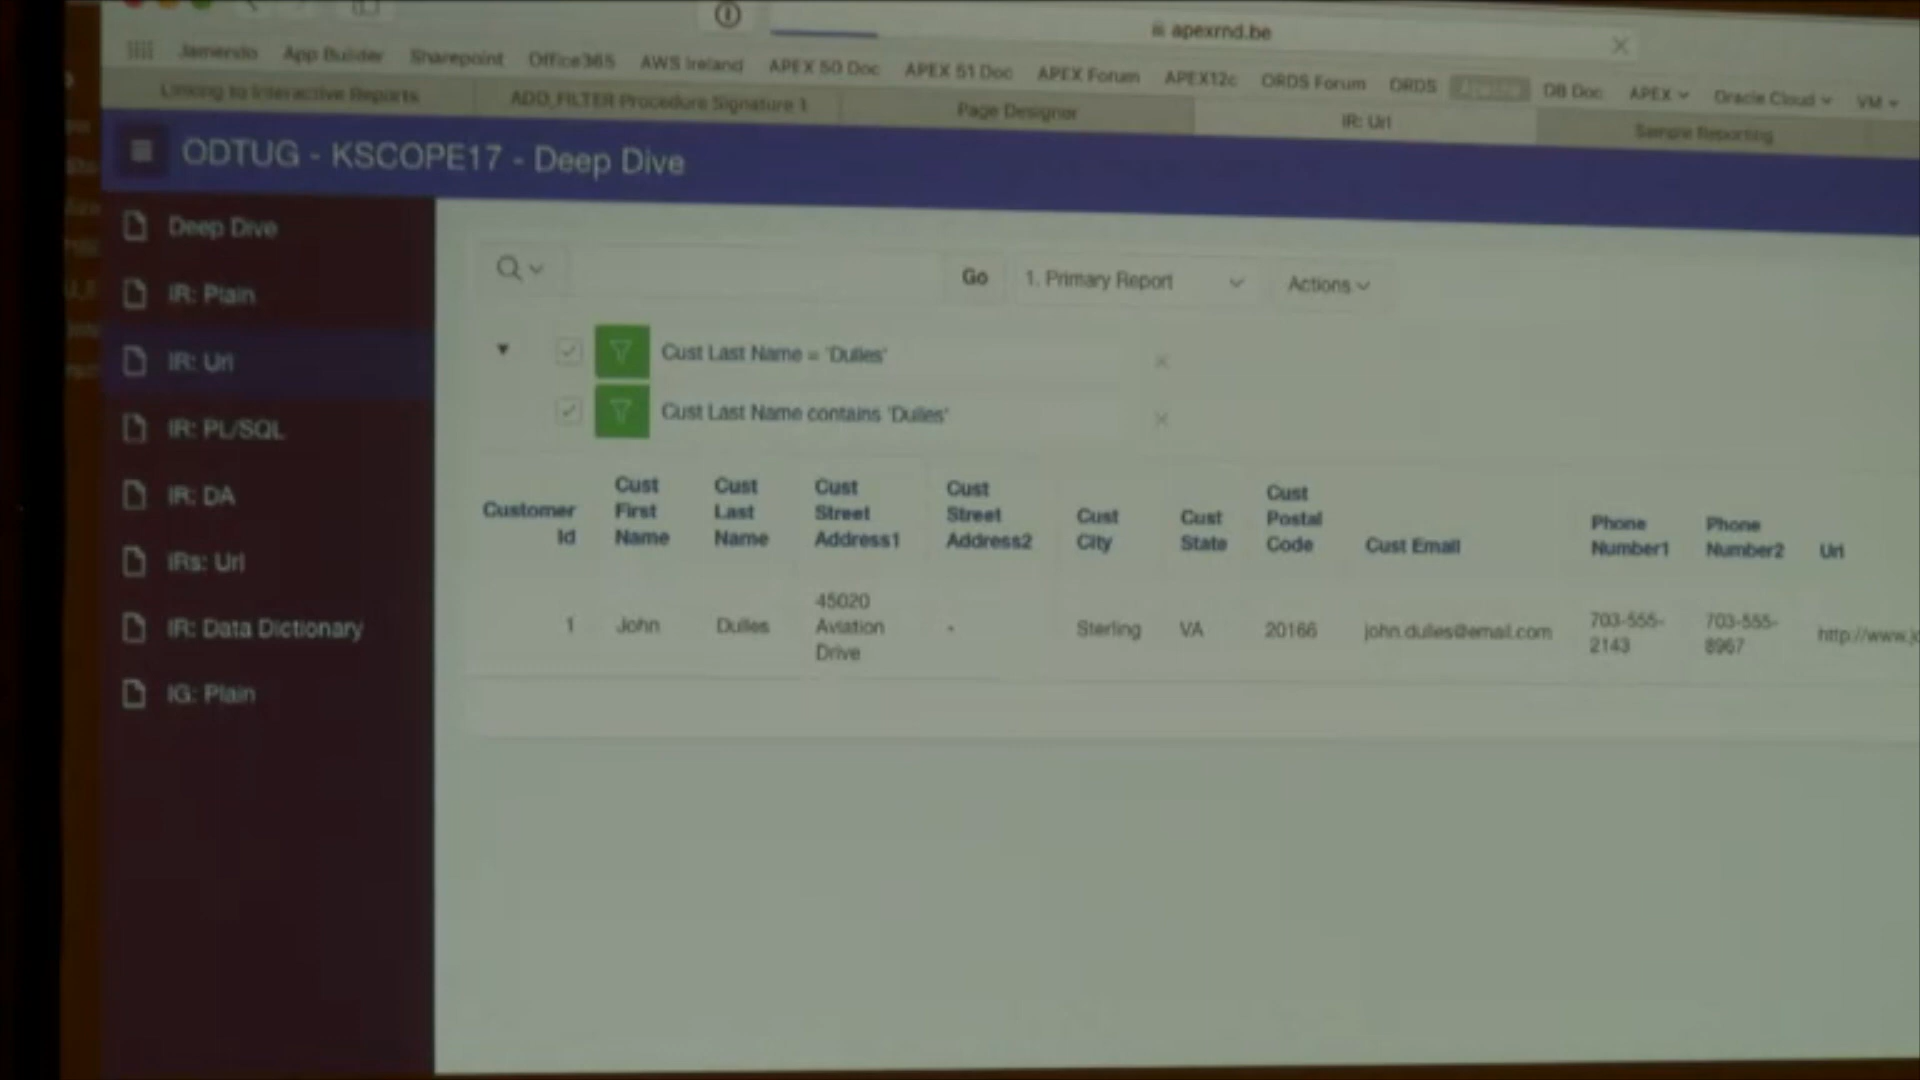 apexrnd.be
Jamendo App Builder Sharepoint Office365 AWS Ireland APEX 50 Doc APEX 51 Doc APEX Forum APEX12c ORDS Forum ORDS DB Doc APEX Oracle Cloud VM
Linking to Interactive Reports ADD_FILTER Procedure Signature 1 Page Designer IR: Url Sample Reporting
ODTUG - KSCOPE17 - Deep Dive
Deep Dive
IR: Plain
IR: Url
IR: PL/SQL
IR: DA
IRs: Url
IR: Data Dictionary
IG: Plain
Go 1. Primary Report Actions
Cust Last Name = 'Dulles'
Cust Last Name contains 'Dulles'
Customer Id Cust First Name Cust Last Name Cust Street Address1 Cust Street Address2 Cust City Cust State Cust Postal Code Cust Email Phone Number1 Phone Number2 Url
1 John Dulles 45020 Aviation Drive - Sterling VA 20166 john.dulles@email.com 703-555-2143 703-555-8967 http://www.jo